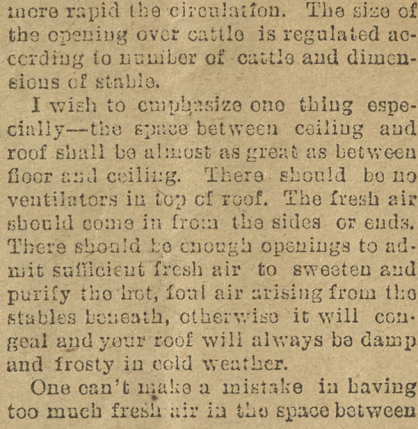 more rapid the circulation. The size of
the opening over cattle is regulated ac-
cording to number of cattle and dimen-
sions of stable.
I wish to emphasize one thing espe-
cially—the space between ceiling and
roof shall be almost as great as between
floor and ceiling. There should be no
ventilators in top of roof. The fresh air
should come in from the sides or ends.
There should be enough openings to ad-
mit sufficient fresh air to sweeten and
purify the hot, foul air arising from the
stables beneath, otherwise it will con-
geal and your roof will always be damp
and frosty in cold weather.
One can't make a mistake in having
too much fresh air in the space between